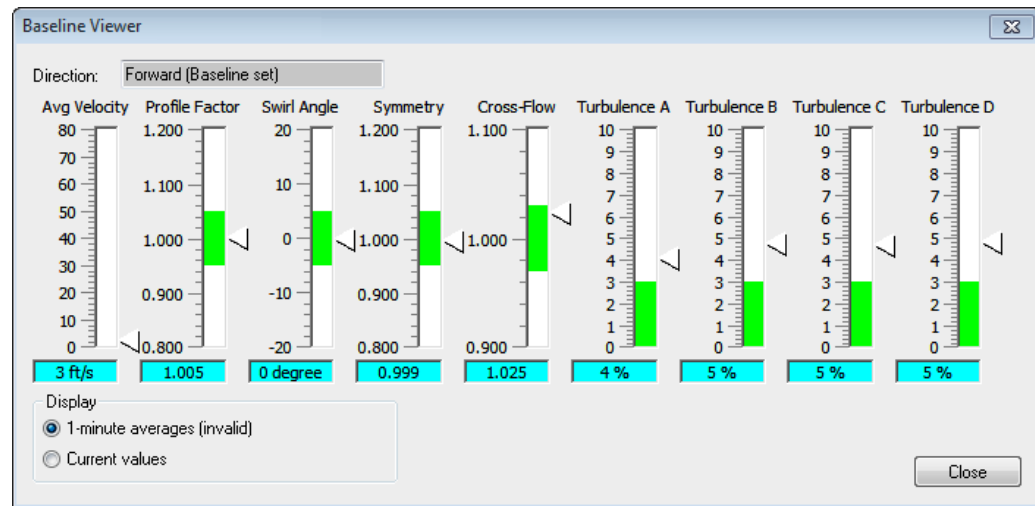 Baseline Viewer
Direction: Forward (Baseline set)
Avg Velocity Profile Factor Swirl Angle Symmetry Cross-Flow Turbulence A Turbulence B Turbulence C Turbulence D
80 1.200 20 1.200 1.100 10 10 10 10
70 9 9 9 9
60 1.100 10 1.100 8 8 8 8
50 7 7 7 7
40 1.000 0 1.000 1.000 6 6 6 6
30 5 5 5 5
20 0.900 -10 0.900 4 4 4 4
10 3 3 3 3
0 0.800 -20 0.800 0.900 2 2 2 2
1 1 1 1
0 0 0 0
3 ft/s 1.005 0 degree 0.999 1.025 4 % 5 % 5 % 5 %
Display
1-minute averages (invalid)
Current values
Close